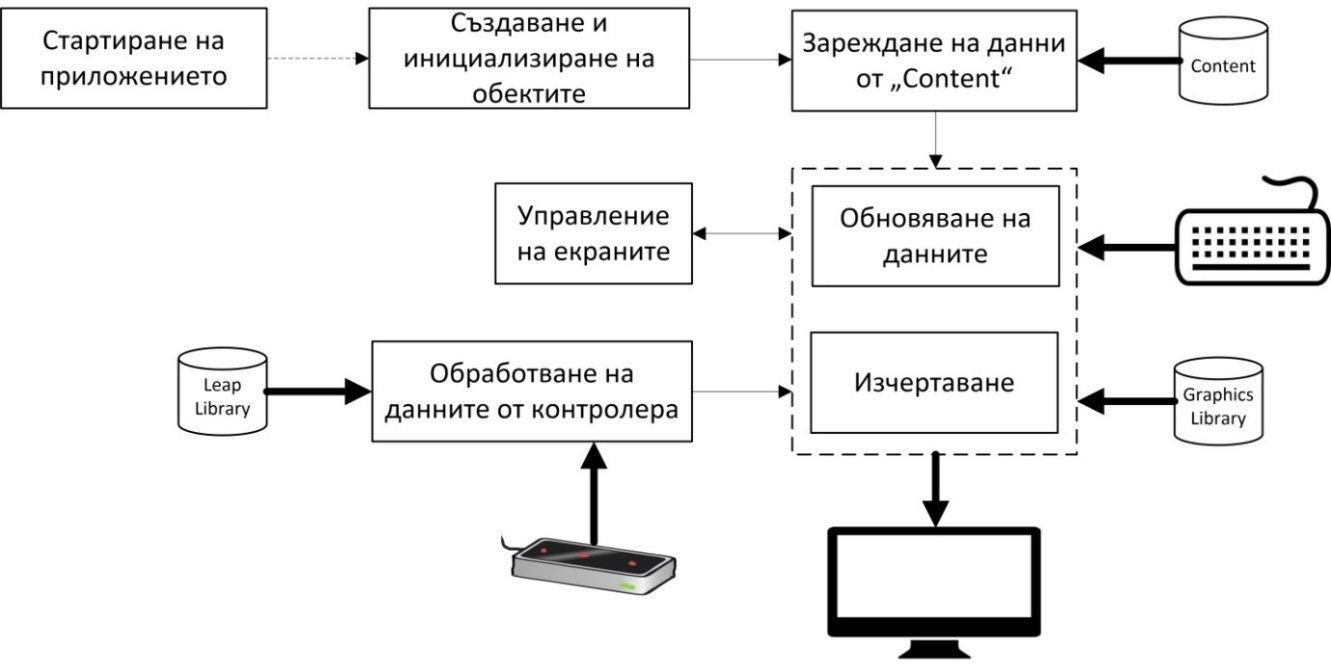 Стартиране на
приложението
Създаване и
инициализиране на
обектите
Зареждане на данни
от „Content“
Content
Управление
на екраните
Обновяване на
данните
Leap
Library
Обработване на
данните от контролера
Изчертаване
Graphics
Library